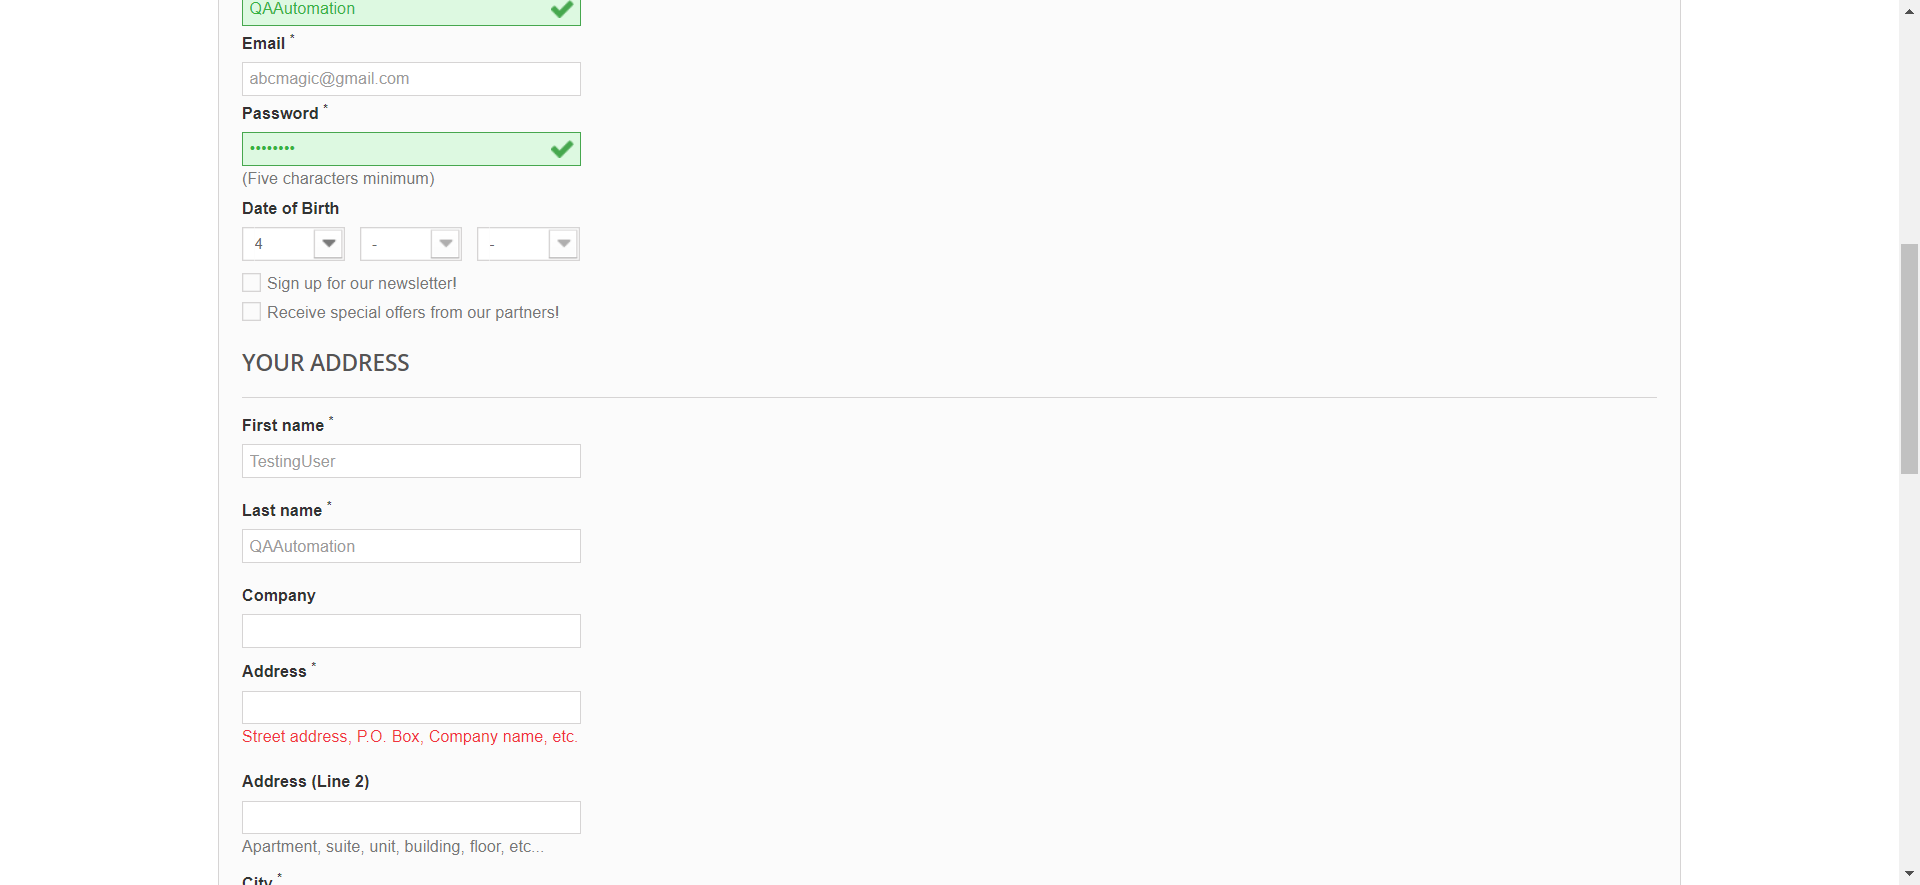 QAAutomation
Email *
abcmagic@gmail.com
Password *
••••••••
(Five characters minimum)
Date of Birth
4 - -
Sign up for our newsletter!
Receive special offers from our partners!
YOUR ADDRESS
First name *
TestingUser
Last name *
QAAutomation
Company
Address *
Street address, P.O. Box, Company name, etc.
Address (Line 2)
Apartment, suite, unit, building, floor, etc...
City *